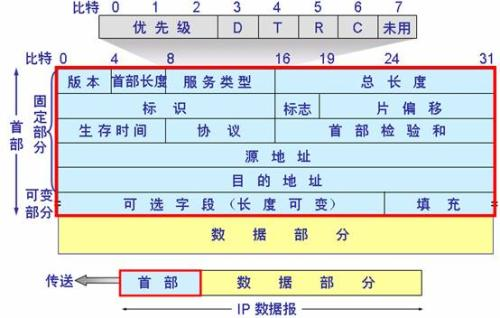 比特 0 1 2 3 4 5 6 7
优先级 D T R C 未用
比特 0 4 8 16 19 24 31
版本 首部长度 服务类型 总长度
标识 标志 片偏移
生存时间 协议 首部检验和
源地址
目的地址
可选字段（长度可变） 填充
数据部分
首部
固定部分
可变部分
传送 首部 数据部分
IP 数据报